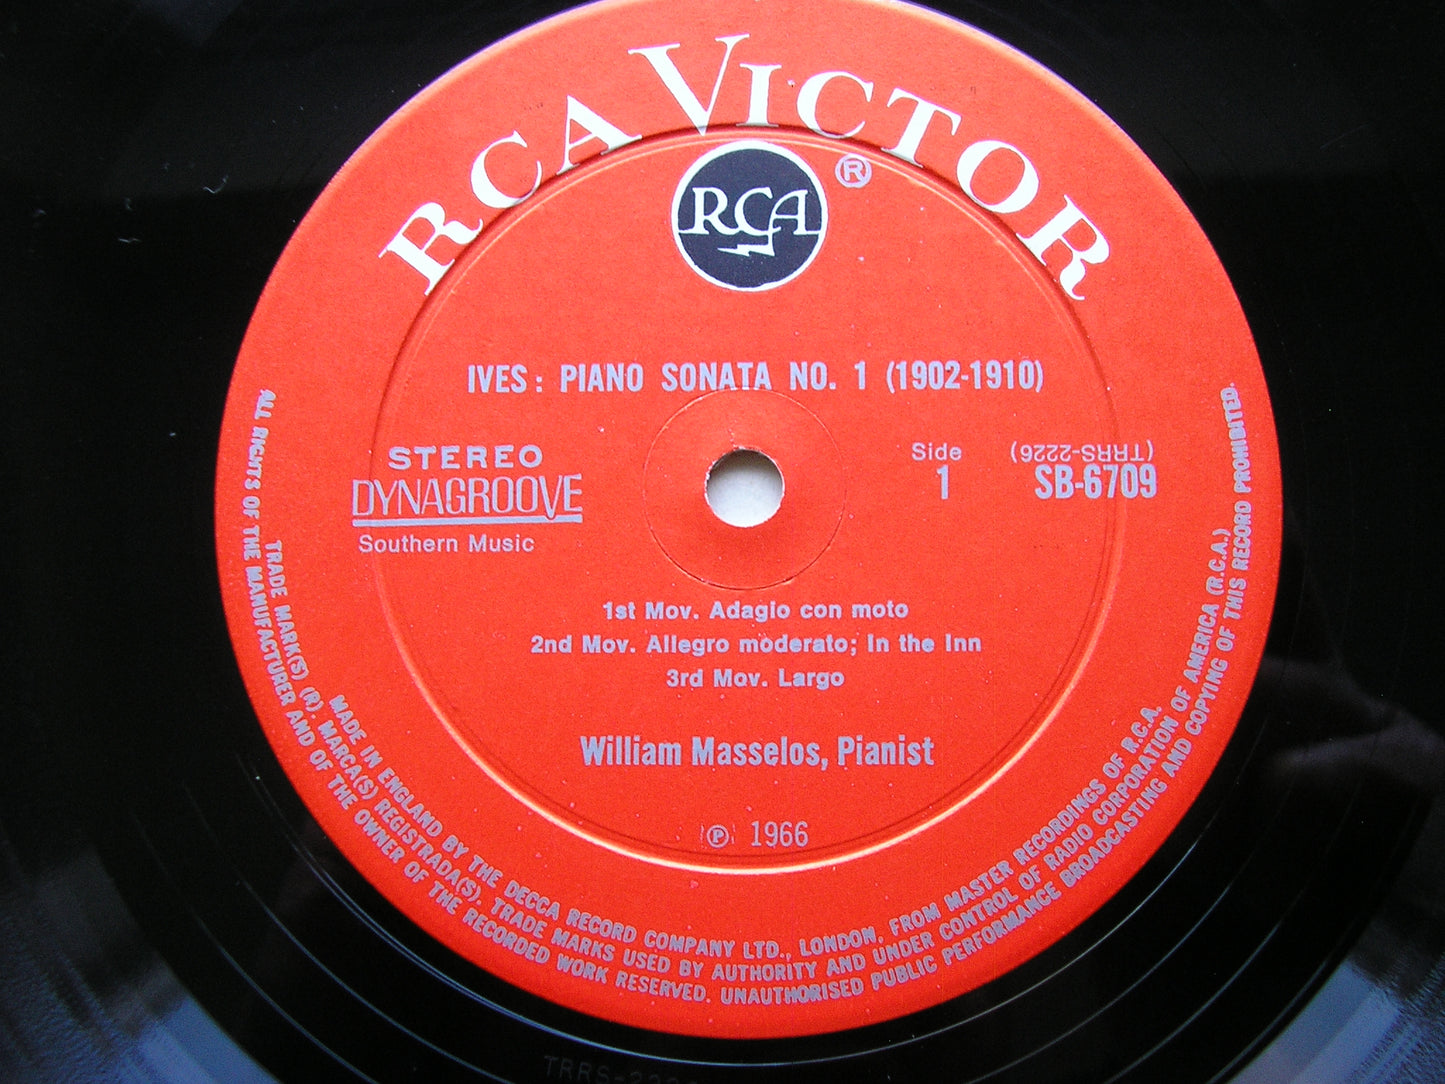 RCA VICTOR
RCA ®
IVES: PIANO SONATA NO. 1 (1902-1910)
STEREO
DYNAGROOVE
Southern Music
Side
1
(TRRS-2226)
SB-6709
1st Mov. Adagio con moto
2nd Mov. Allegro moderato; In the Inn
3rd Mov. Largo
William Masselos, Pianist
℗ 1966
MADE IN ENGLAND BY THE DECCA RECORD COMPANY LTD., LONDON, FROM MASTER RECORDINGS OF R.C.A.
TRADE MARK(S) (R). MARCA(S) REGISTRADA(S). TRADE MARKS USED BY AUTHORITY AND UNDER CONTROL OF RADIO CORPORATION OF AMERICA (R.C.A.)
ALL RIGHTS OF THE MANUFACTURER AND OF THE OWNER OF THE RECORDED WORK RESERVED. UNAUTHORISED PUBLIC PERFORMANCE BROADCASTING AND COPYING OF THIS RECORD PROHIBITED.